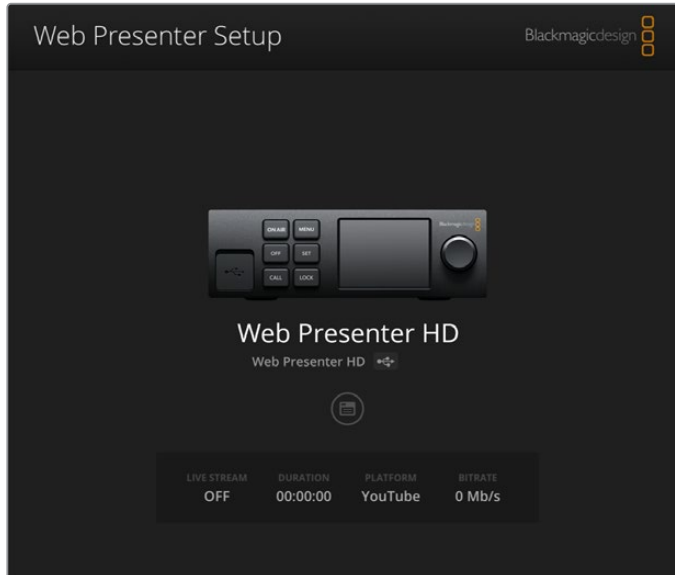 Web Presenter Setup
Blackmagicdesign
ON AIR MENU
Blackmagicdesign
OFF SET
CALL LOCK
Web Presenter HD
Web Presenter HD
LIVE STREAM DURATION PLATFORM BITRATE
OFF 00:00:00 YouTube 0 Mb/s